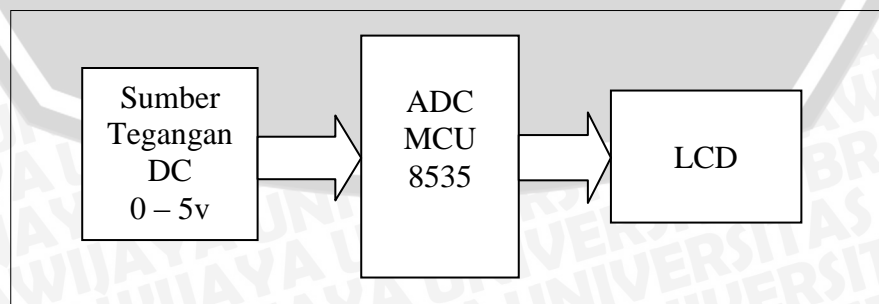 Sumber
Tegangan
DC
0 – 5v
ADC
MCU
8535
LCD